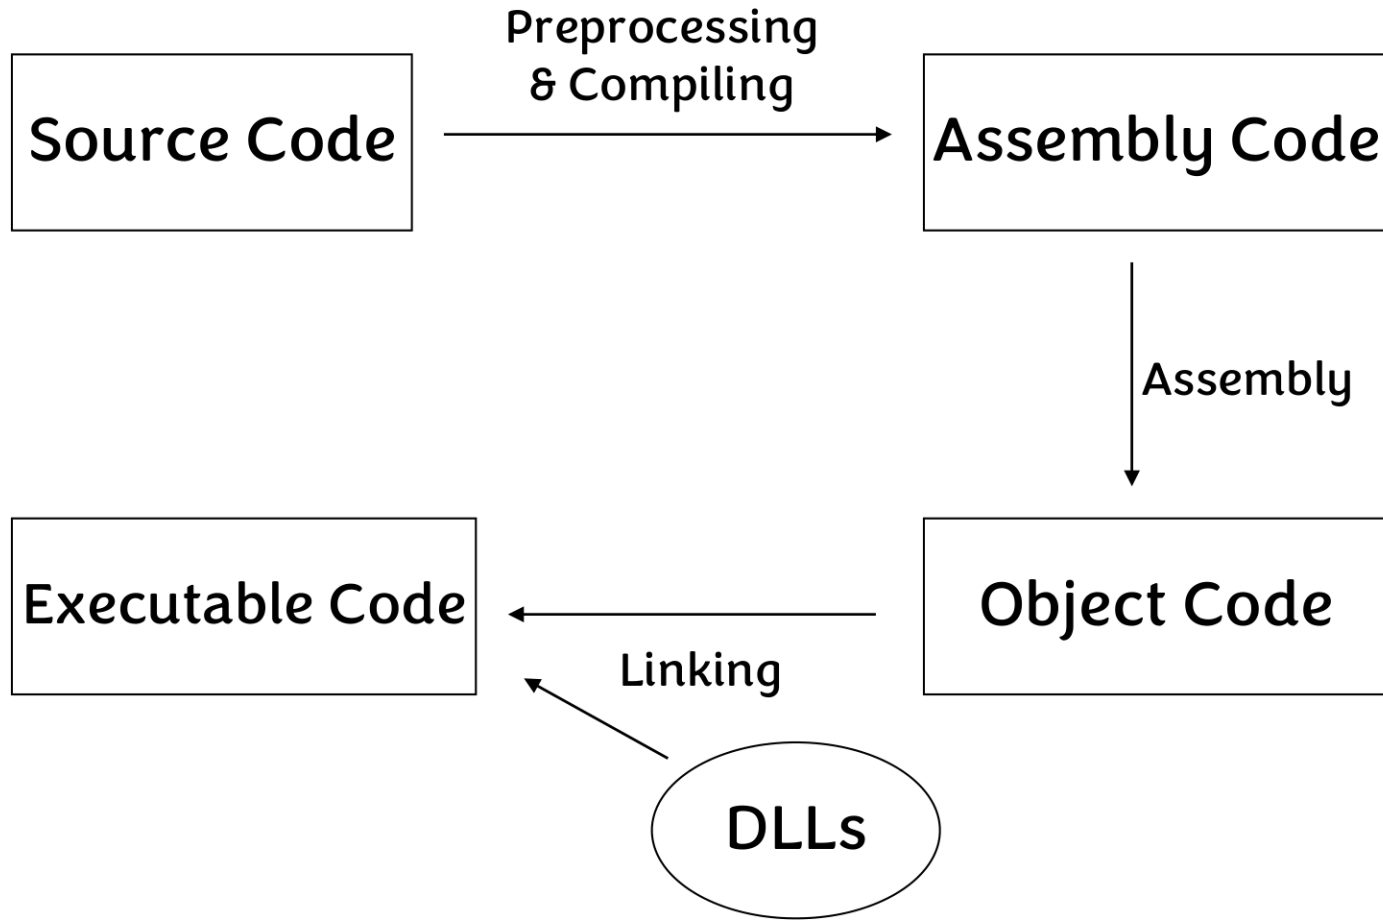 Preprocessing
& Compiling
Source Code
Assembly Code
Assembly
Executable Code
Object Code
Linking
DLLs